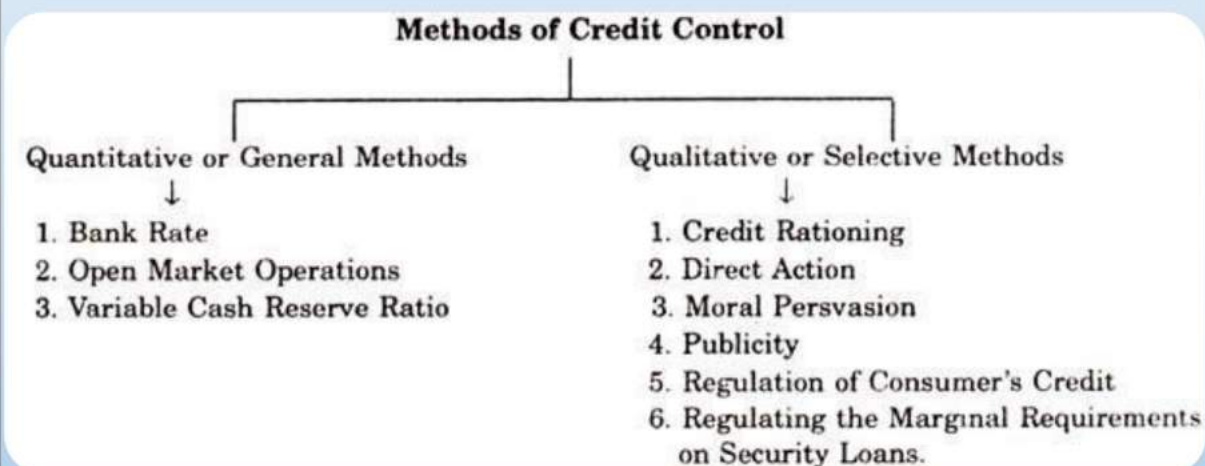 Methods of Credit Control
Quantitative or General Methods
1. Bank Rate
2. Open Market Operations
3. Variable Cash Reserve Ratio
Qualitative or Selective Methods
1. Credit Rationing
2. Direct Action
3. Moral Persvasion
4. Publicity
5. Regulation of Consumer's Credit
6. Regulating the Marginal Requirements
on Security Loans.